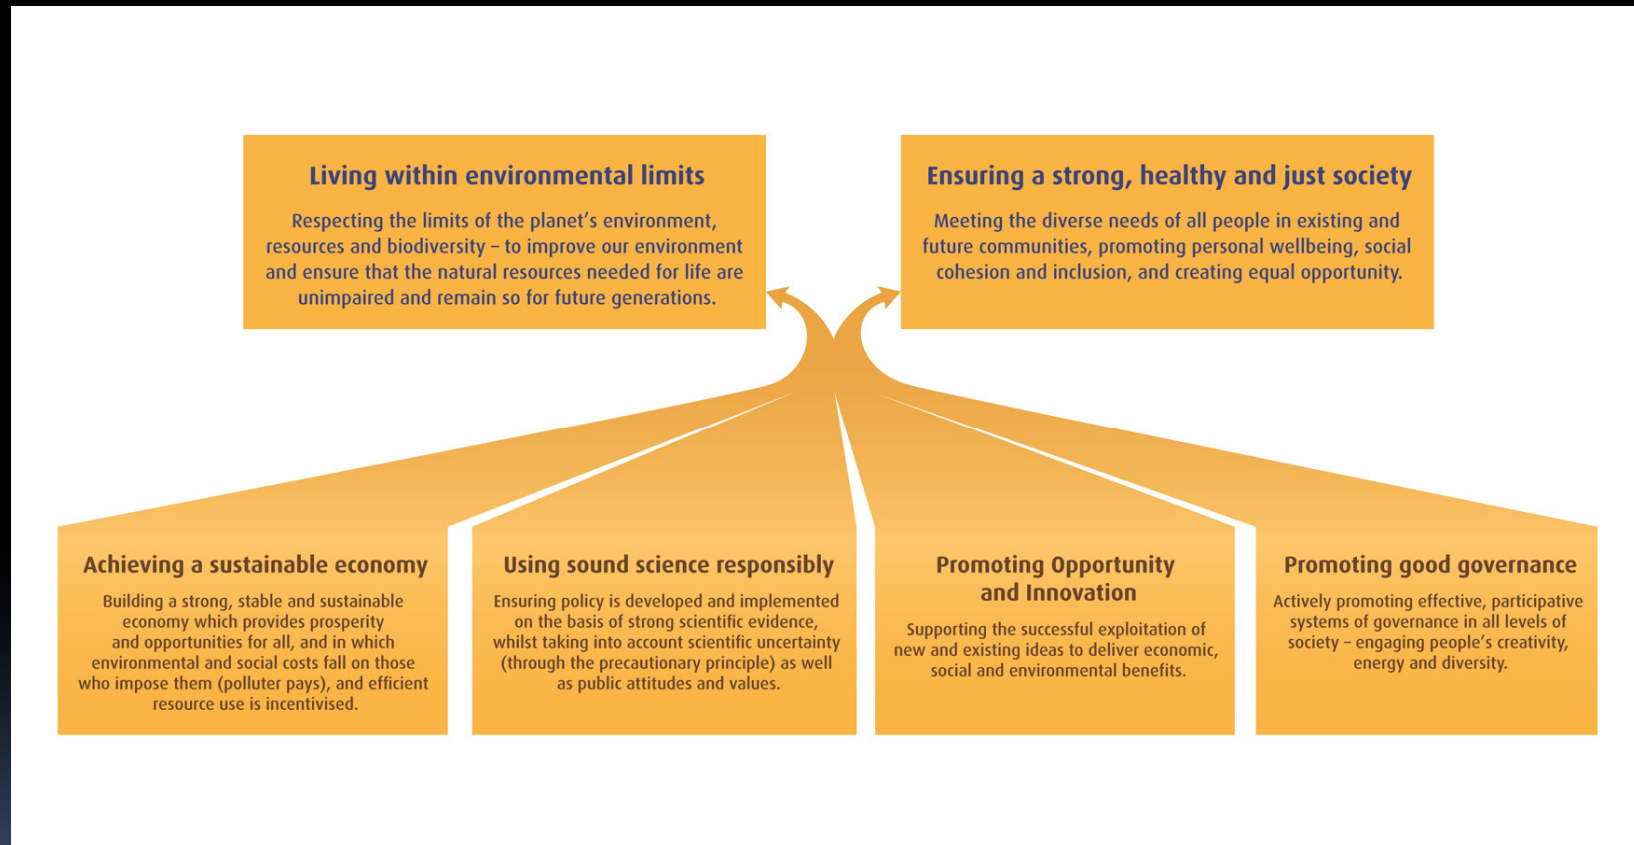 Living within environmental limits
Respecting the limits of the planet's environment,
resources and biodiversity – to improve our environment
and ensure that the natural resources needed for life are
unimpaired and remain so for future generations.
Ensuring a strong, healthy and just society
Meeting the diverse needs of all people in existing and
future communities, promoting personal wellbeing, social
cohesion and inclusion, and creating equal opportunity.
Achieving a sustainable economy
Building a strong, stable and sustainable
economy which provides prosperity
and opportunities for all, and in which
environmental and social costs fall on those
who impose them (polluter pays), and efficient
resource use is incentivised.
Using sound science responsibly
Ensuring policy is developed and implemented
on the basis of strong scientific evidence,
whilst taking into account scientific uncertainty
(through the precautionary principle) as well
as public attitudes and values.
Promoting Opportunity
and Innovation
Supporting the successful exploitation of
new and existing ideas to deliver economic,
social and environmental benefits.
Promoting good governance
Actively promoting effective, participative
systems of governance in all levels of
society – engaging people's creativity,
energy and diversity.